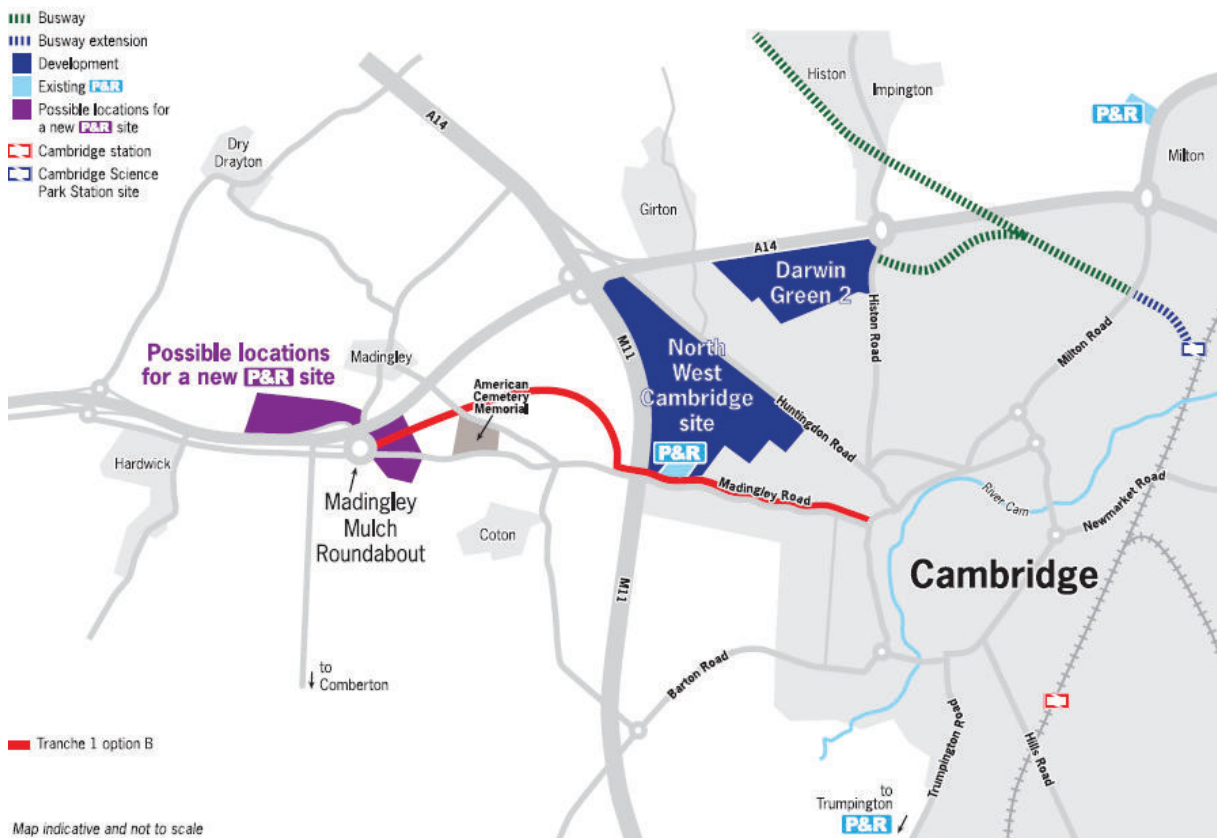 Busway
Busway extension
Development
Existing P&R
Possible locations for
a new P&R site
Cambridge station
Cambridge Science
Park Station site
A14
Histon
Impington
P&R
Milton
Dry
Drayton
Girton
A14
Darwin
Green 2
Histon Road
Milton Road
M11
North
West
Cambridge
site
Possible locations
for a new P&R site
Madingley
American
Cemetery
Memorial
Huntingdon Road
P&R
Madingley Road
River Cam
Newmarket Road
Hardwick
Madingley
Mulch
Roundabout
Coton
Cambridge
M11
to
Comberton
Barton Road
Trumpington Road
Hills Road
Tranche 1 option B
to
Trumpington
P&R
Map indicative and not to scale